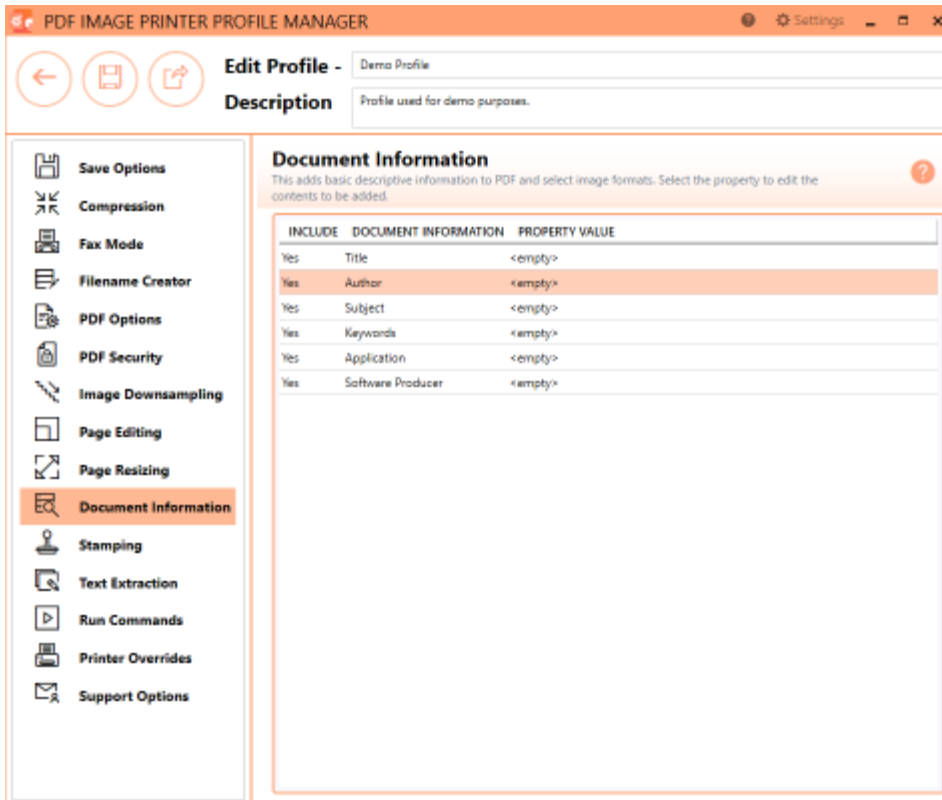 PDF IMAGE PRINTER PROFILE MANAGER
? Settings
Edit Profile - Demo Profile
Description Profile used for demo purposes.
Save Options
Compression
Fax Mode
Filename Creator
PDF Options
PDF Security
Image Downsampling
Page Editing
Page Resizing
Document Information
Stamping
Text Extraction
Run Commands
Printer Overrides
Support Options
Document Information
This adds basic descriptive information to PDF and select image formats. Select the property to edit the
contents to be added.
?
INCLUDE DOCUMENT INFORMATION PROPERTY VALUE
Yes Title <empty>
Yes Author <empty>
Yes Subject <empty>
Yes Keywords <empty>
Yes Application <empty>
Yes Software Producer <empty>